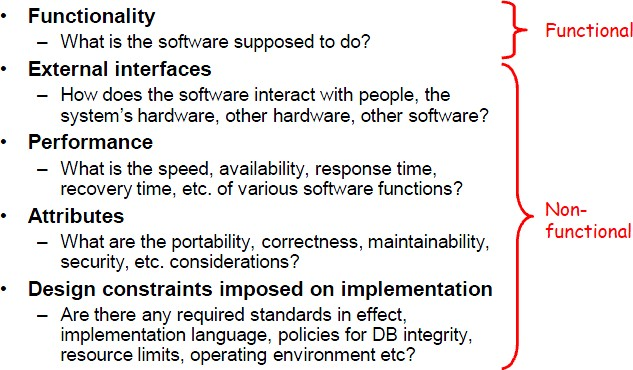 • Functionality
– What is the software supposed to do?
Functional
• External interfaces
– How does the software interact with people, the
system's hardware, other hardware, other software?
• Performance
– What is the speed, availability, response time,
recovery time, etc. of various software functions?
• Attributes
– What are the portability, correctness, maintainability,
security, etc. considerations?
• Design constraints imposed on implementation
– Are there any required standards in effect,
implementation language, policies for DB integrity,
resource limits, operating environment etc?
Non-
functional